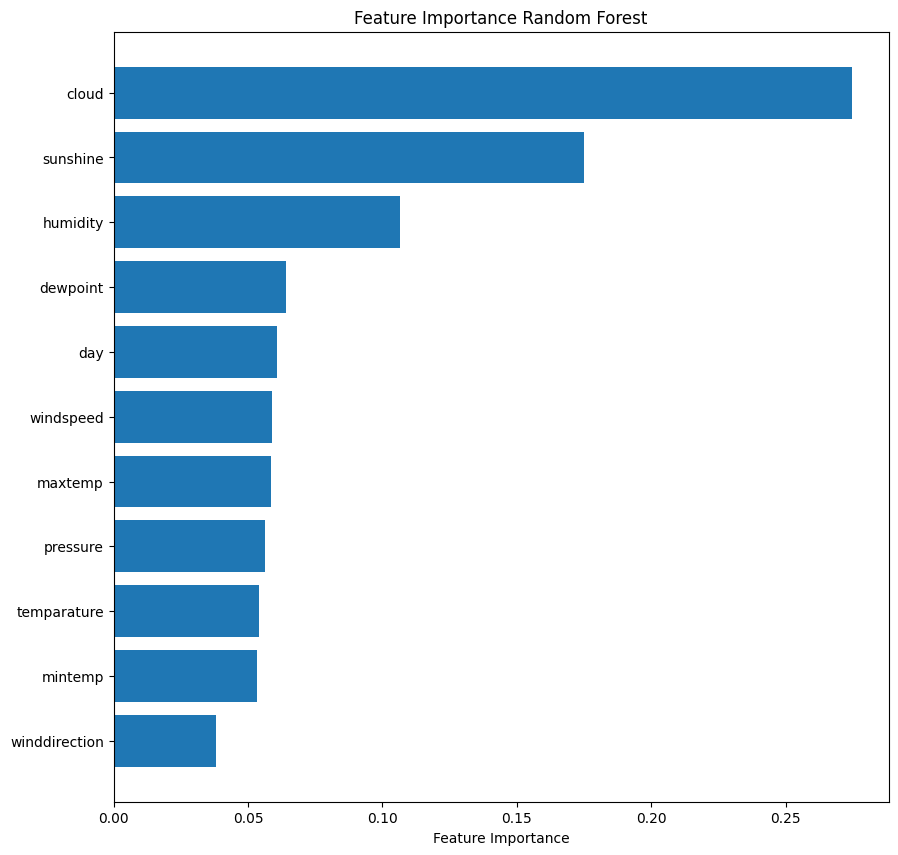 Feature Importance Random Forest
cloud
sunshine
humidity
dewpoint
day
windspeed
maxtemp
pressure
temparature
mintemp
winddirection
0.00 0.05 0.10 0.15 0.20 0.25
Feature Importance